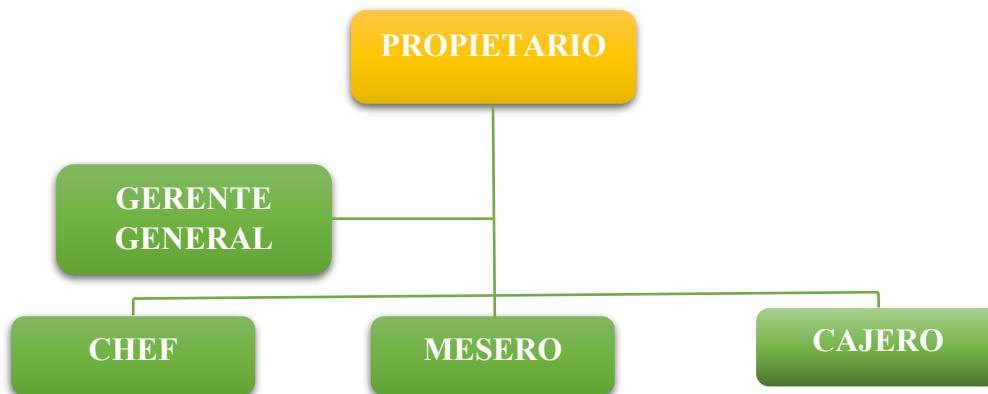 PROPIETARIO
GERENTE
GENERAL
CHEF
MESERO
CAJERO